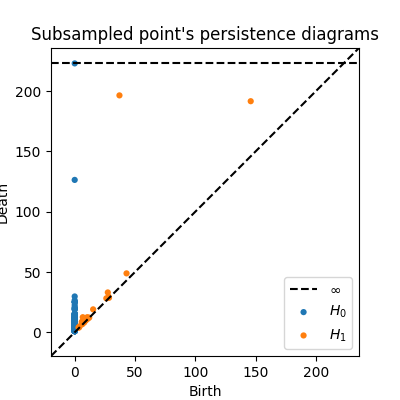 Subsampled point's persistence diagrams
Death
200
150
100
50
0
0
50
100
150
200
Birth
∞
H₀
H₁